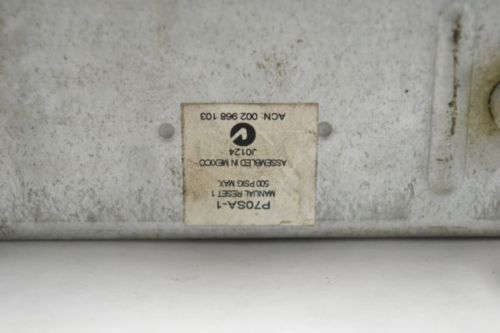 P70SA-1
MANUAL RESET 1
500 PSIG MAX.
ASSEMBLED IN MEXICO
J0124
ACN: 002 968 103